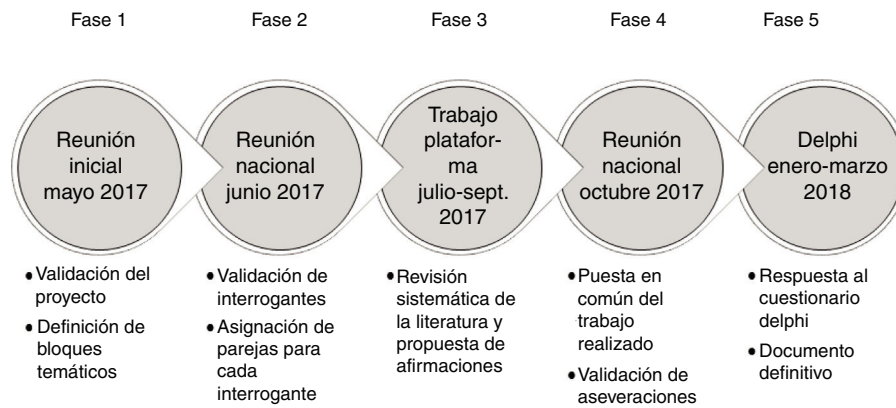 Fase 1
Fase 2
Fase 3
Fase 4
Fase 5
Reunión
inicial
mayo 2017
Reunión
nacional
junio 2017
Trabajo
platafor-
ma
julio-sept.
2017
Reunión
nacional
octubre 2017
Delphi
enero-marzo
2018
• Validación del
proyecto
• Definición de
bloques
temáticos
• Validación de
interrogantes
• Asignación de
parejas para
cada
interrogante
• Revisión
sistemática de
la literatura y
propuesta de
afirmaciones
• Puesta en
común del
trabajo
realizado
• Validación de
aseveraciones
• Respuesta al
cuestionario
delphi
• Documento
definitivo